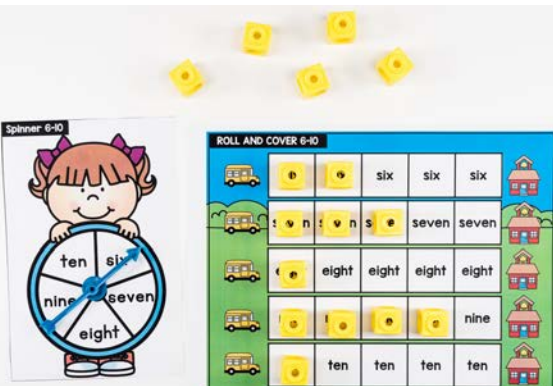 Spinner 6-10
ten
six
seven
eight
nine
ROLL AND COVER 6-10
six six six
seven seven
eight eight eight eight
nine
ten ten ten ten